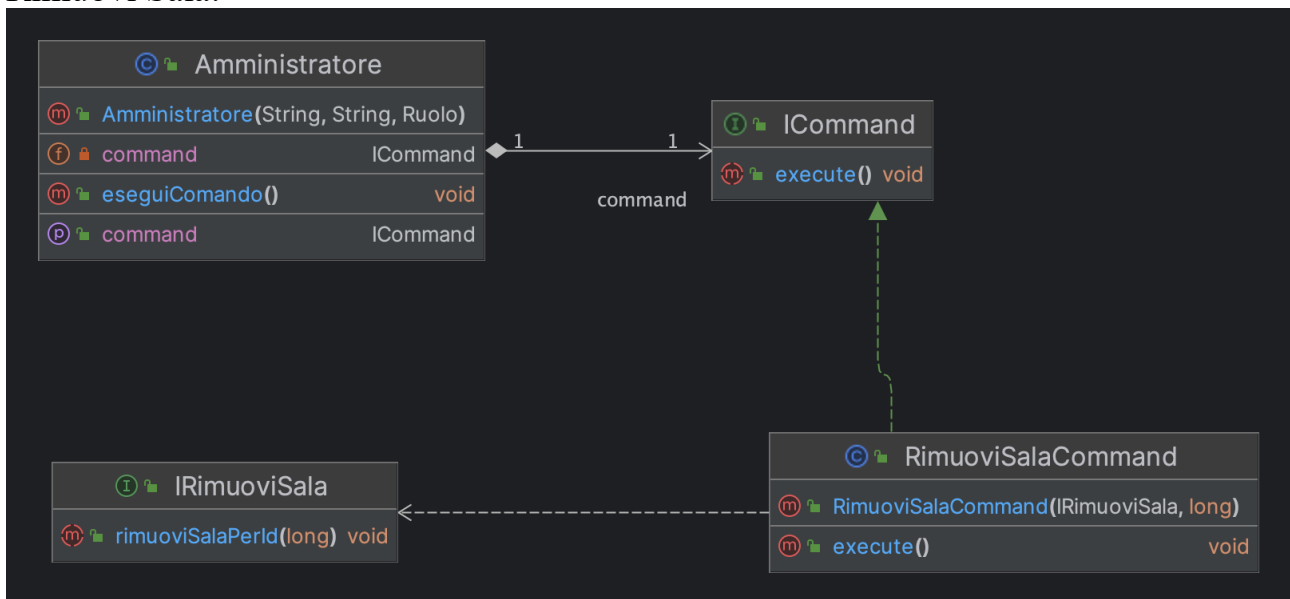 Amministratore
Amministratore(String, String, Ruolo)
command ICommand
eseguiComando() void
command ICommand
1 1
command
ICommand
execute() void
IRimuoviSala
rimuoviSalaPerId(long) void
RimuoviSalaCommand
RimuoviSalaCommand(IRimuoviSala, long)
execute() void